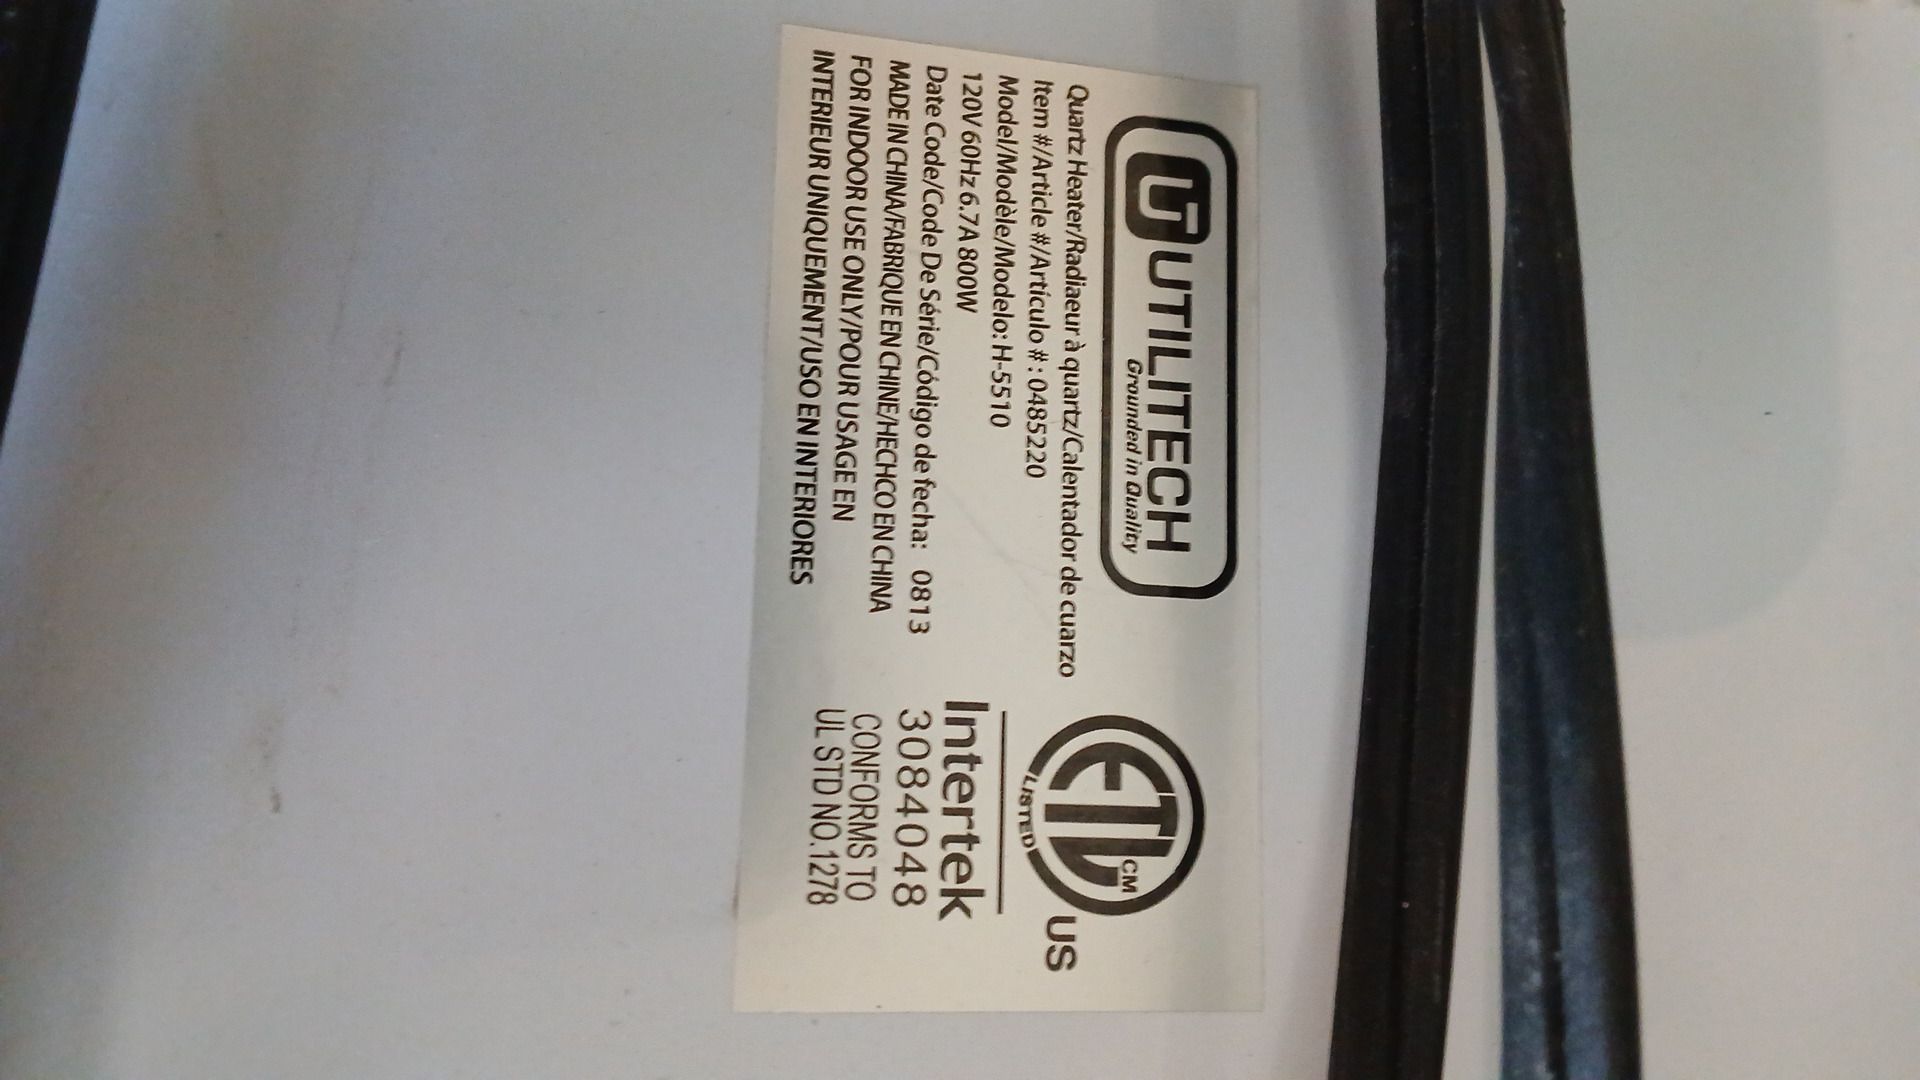 UTILITECH
Grounded in Quality
Quartz Heater/Radiaeur à quartz/Calentador de cuarzo
Item #/Article #/Artículo # : 0485220
Model/Modèle/Modelo: H-5510
120V 60Hz 6.7A 800W
Date Code/Code De Série/Código de fecha: 0813
MADE IN CHINA/FABRIQUE EN CHINE/HECHCO EN CHINA
FOR INDOOR USE ONLY/POUR USAGE EN
INTERIEUR UNIQUEMENT/USO EN INTERIORES
ETL CM
LISTED US
Intertek
3084048
CONFORMS TO
UL STD NO.1278